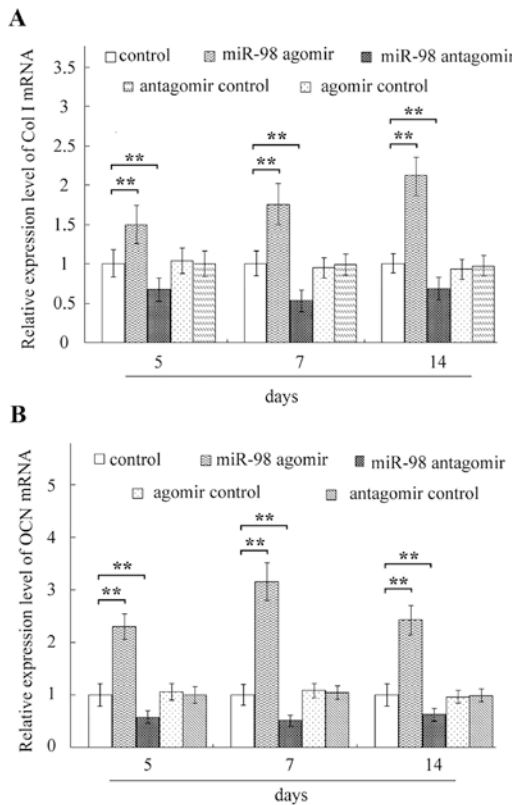 A
control miR-98 agomir miR-98 antagomir
antagomir control agomir control
Relative expression level of Col I mRNA
3.5
3
2.5
2
1.5
1
0.5
0
** ** **
** ** **
5 7 14
days
B
control miR-98 agomir miR-98 antagomir
agomir control antagomir control
Relative expression level of OCN mRNA
5
4
3
2
1
0
** ** **
** ** **
5 7 14
days